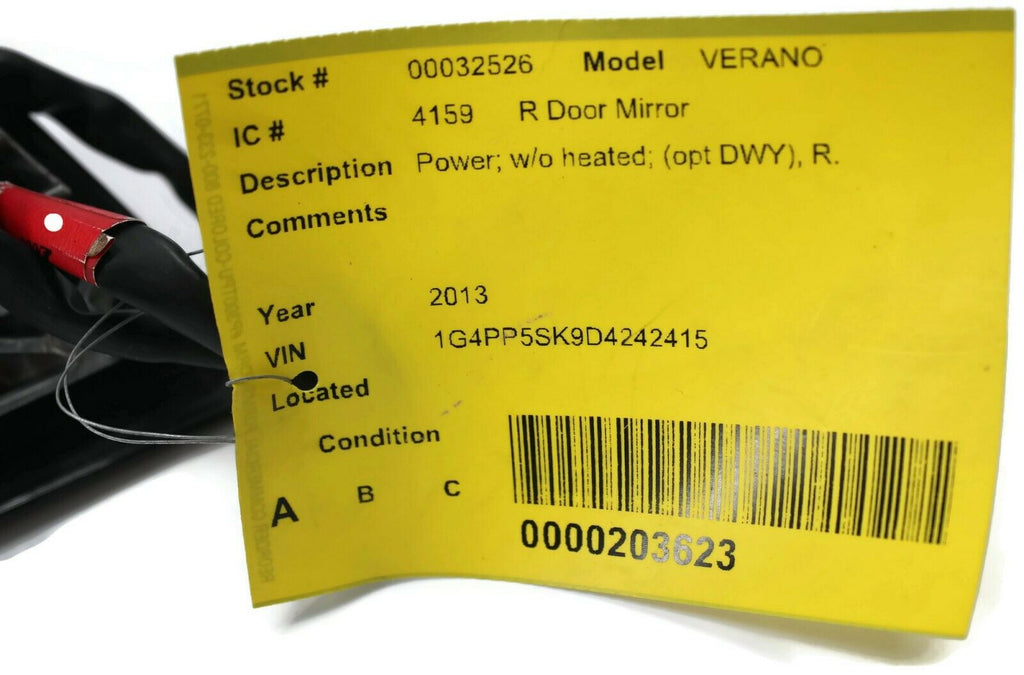 Stock # 00032526 Model VERANO
IC # 4159 R Door Mirror
Description Power; w/o heated; (opt DWY), R.
Comments
Year 2013
VIN 1G4PP5SK9D4242415
Located
Condition
A B C
0000203623